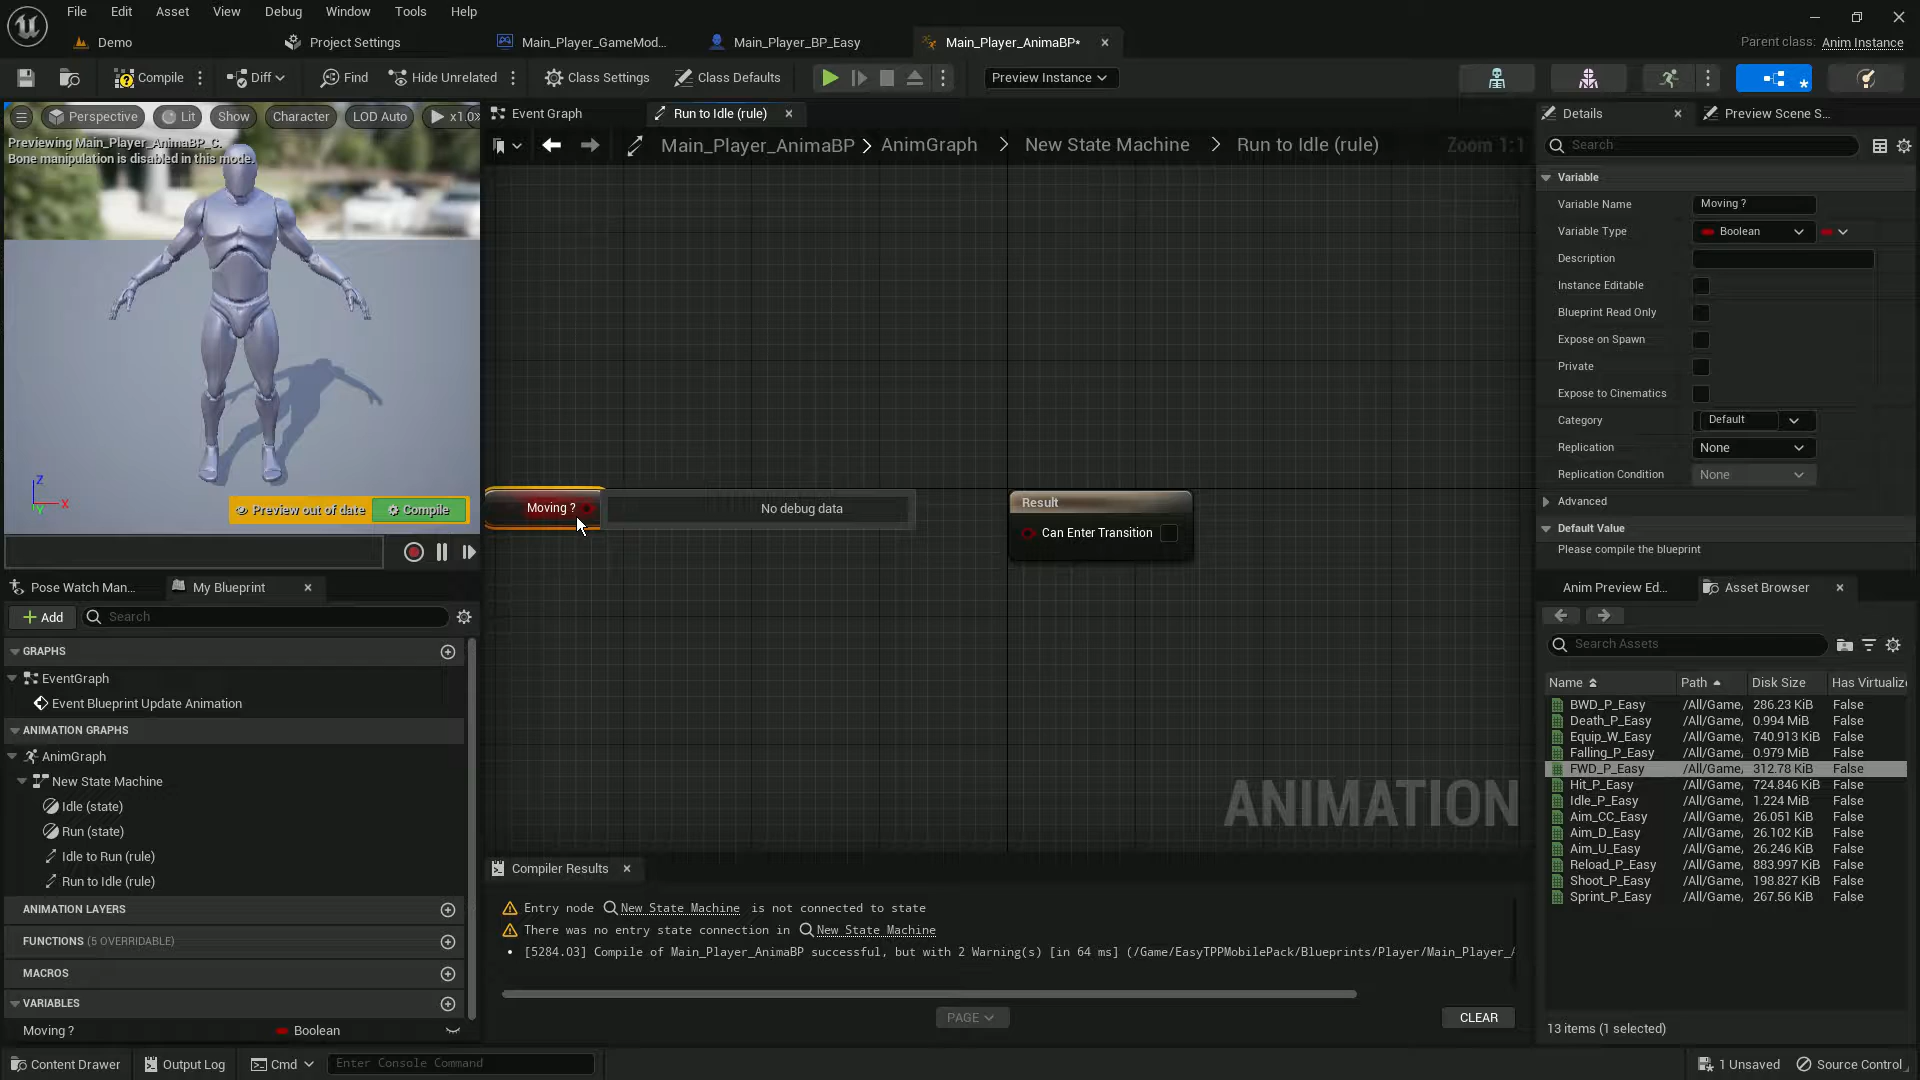 File Edit Asset View Debug Window Tools Help
Demo Project Settings Main_Player_GameMod... Main_Player_BP_Easy Main_Player_AnimaBP* Parent class: Anim Instance
Compile Diff Find Hide Unrelated Class Settings Class Defaults Preview Instance
Perspective Lit Show Character LOD Auto x1.0
Previewing Main_Player_AnimaBP_C.
Bone manipulation is disabled in this mode.
Z
X
Y
Preview out of date Compile
Event Graph Run to Idle (rule)
Main_Player_AnimaBP > AnimGraph > New State Machine > Run to Idle (rule) Zoom 1:1
Moving ? No debug data
Result
Can Enter Transition
ANIMATION
Pose Watch Man... My Blueprint
Add Search
GRAPHS
EventGraph
Event Blueprint Update Animation
ANIMATION GRAPHS
AnimGraph
New State Machine
Idle (state)
Run (state)
Idle to Run (rule)
Run to Idle (rule)
ANIMATION LAYERS
FUNCTIONS (5 OVERRIDABLE)
MACROS
VARIABLES
Moving ? Boolean
Compiler Results
Entry node New State Machine is not connected to state
There was no entry state connection in New State Machine
• [5284.03] Compile of Main_Player_AnimaBP successful, but with 2 Warning(s) [in 64 ms] (/Game/EasyTPPMobilePack/Blueprints/Player/Main_Player_
PAGE CLEAR
Details Preview Scene S...
Search
Variable
Variable Name Moving ?
Variable Type Boolean
Description
Instance Editable
Blueprint Read Only
Expose on Spawn
Private
Expose to Cinematics
Category Default
Replication None
Replication Condition None
Advanced
Default Value
Please compile the blueprint
Anim Preview Ed... Asset Browser
Search Assets
Name Path Disk Size Has Virtualize
BWD_P_Easy /All/Game, 286.23 KiB False
Death_P_Easy /All/Game, 0.994 MiB False
Equip_W_Easy /All/Game, 740.913 KiB False
Falling_P_Easy /All/Game, 0.979 MiB False
FWD_P_Easy /All/Game, 312.78 KiB False
Hit_P_Easy /All/Game, 724.846 KiB False
Idle_P_Easy /All/Game, 1.224 MiB False
Aim_CC_Easy /All/Game, 26.051 KiB False
Aim_D_Easy /All/Game, 26.102 KiB False
Aim_U_Easy /All/Game, 26.246 KiB False
Reload_P_Easy /All/Game, 883.997 KiB False
Shoot_P_Easy /All/Game, 198.827 KiB False
Sprint_P_Easy /All/Game, 267.56 KiB False
13 items (1 selected)
Content Drawer Output Log Cmd Enter Console Command 1 Unsaved Source Control